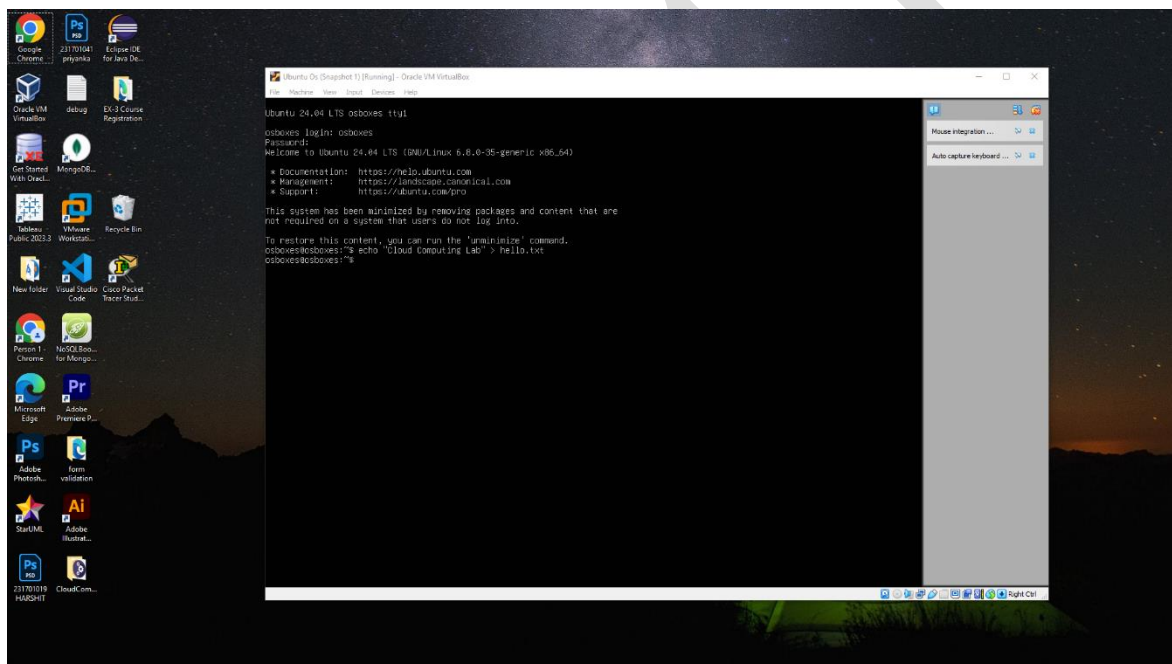 Google Chrome
231701041 priyanka
Eclipse IDE for Java De...
Oracle VM VirtualBox
debug
EX-3 Course Registration
Get Started With Oracl...
MongoDB...
Tableau Public 2023.3
VMware Workstati...
Recycle Bin
New folder
Visual Studio Code
Cisco Packet Tracer Stud...
Person 1 - Chrome
NoSQLBoo... for Mongo...
Microsoft Edge
Adobe Premiere P...
Adobe Photosh...
form validation
StarUML
Adobe Illustrat...
231701019 HARSHIT
CloudCom...
Ubuntu Os (Snapshot 1) [Running] - Oracle VM VirtualBox
File Machine View Input Devices Help
Ubuntu 24.04 LTS osboxes tty1
osboxes login: osboxes
Password:
Welcome to Ubuntu 24.04 LTS (GNU/Linux 6.8.0-35-generic x86_64)
* Documentation: https://help.ubuntu.com
* Management: https://landscape.canonical.com
* Support: https://ubuntu.com/pro
This system has been minimized by removing packages and content that are
not required on a system that users do not log into.
To restore this content, you can run the 'unminimize' command.
osboxes@osboxes:~$ echo "Cloud Computing Lab" > hello.txt
osboxes@osboxes:~$
Mouse integration ...
Auto capture keyboard ...
Right Ctrl